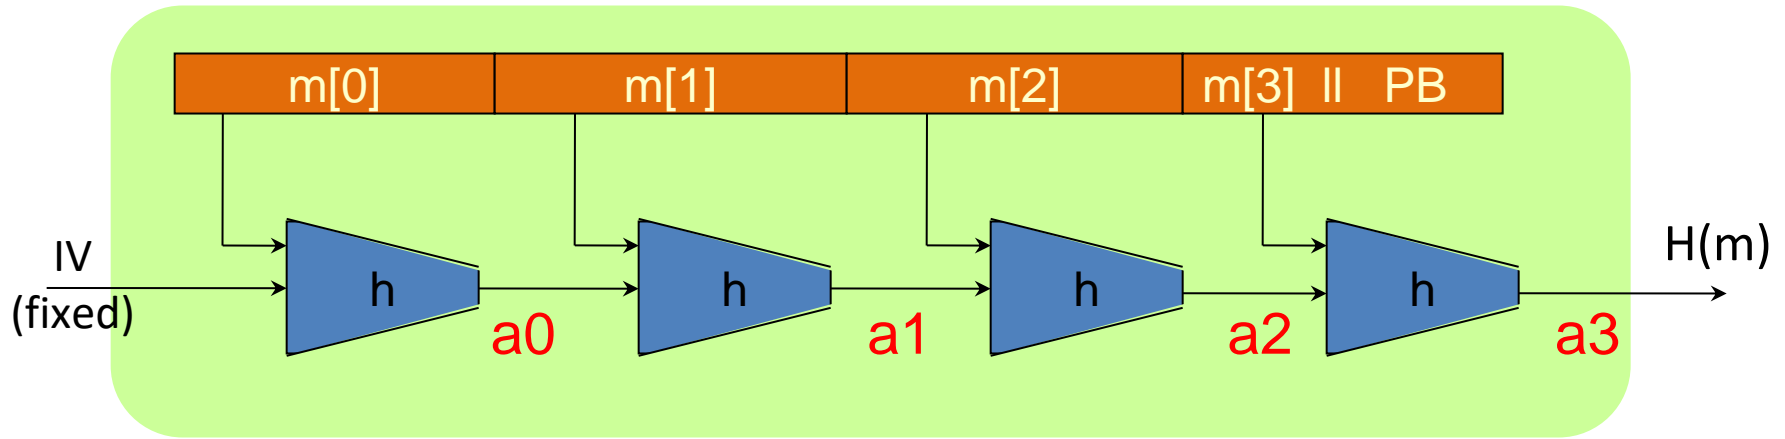 m[0] m[1] m[2] m[3] ll PB
IV
(fixed)
h h h h
H(m)
a0 a1 a2 a3